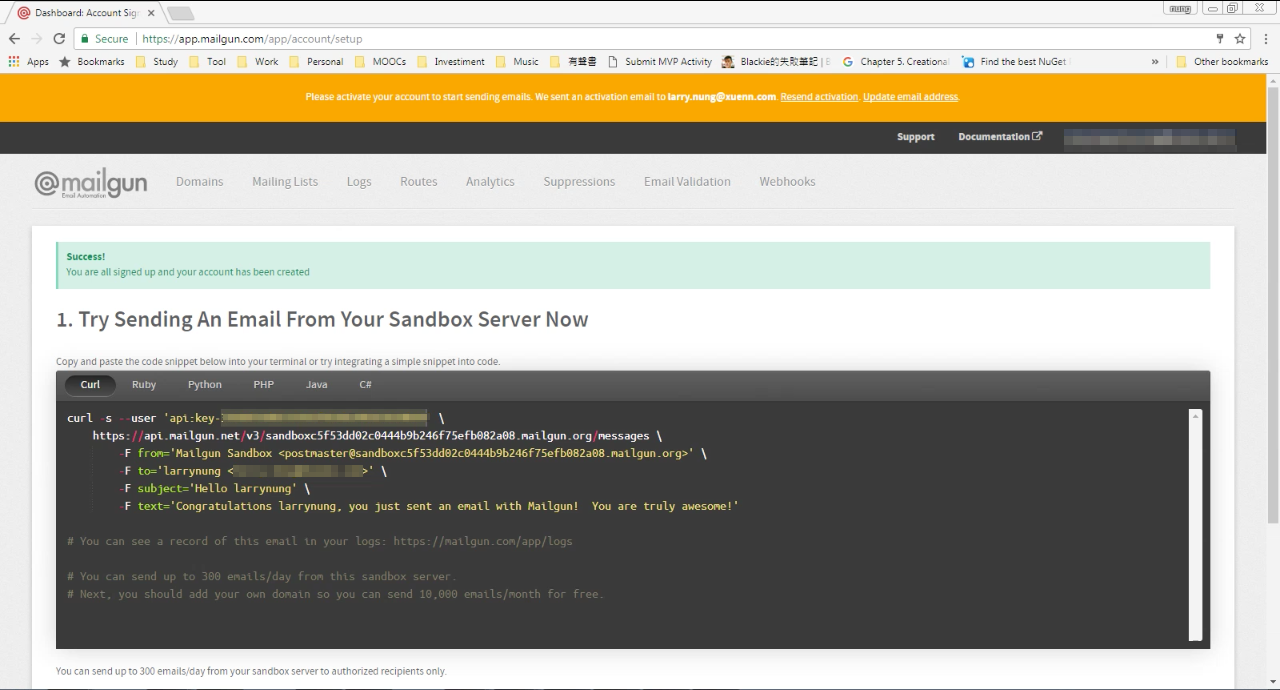 Dashboard: Account Sig
nung
Secure https://app.mailgun.com/app/account/setup
Apps Bookmarks Study Tool Work Personal MOOCs Investiment Music 有聲書 Submit MVP Activity Blackie的失敗筆記 | B Chapter 5. Creational Find the best NuGet » Other bookmarks
Please activate your account to start sending emails. We sent an activation email to larry.nung@xuenn.com. Resend activation. Update email address.
Support Documentation
@mailgun Domains Mailing Lists Logs Routes Analytics Suppressions Email Validation Webhooks
Email Automation
Success!
You are all signed up and your account has been created
1. Try Sending An Email From Your Sandbox Server Now
Copy and paste the code snippet below into your terminal or try integrating a simple snippet into code.
Curl Ruby Python PHP Java C#
curl -s --user 'api:key- \
https://api.mailgun.net/v3/sandboxc5f53dd02c0444b9b246f75efb082a08.mailgun.org/messages \
-F from='Mailgun Sandbox <postmaster@sandboxc5f53dd02c0444b9b246f75efb082a08.mailgun.org>' \
-F to='larrynung < >' \
-F subject='Hello larrynung' \
-F text='Congratulations larrynung, you just sent an email with Mailgun!  You are truly awesome!'
# You can see a record of this email in your logs: https://mailgun.com/app/logs
# You can send up to 300 emails/day from this sandbox server.
# Next, you should add your own domain so you can send 10,000 emails/month for free.
You can send up to 300 emails/day from your sandbox server to authorized recipients only.